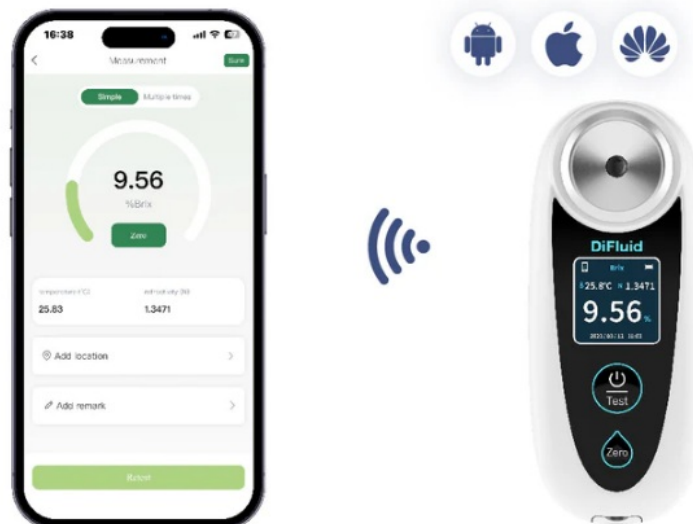 16:38
Measurement
Save
Simple
Multiple times
9.56
%Brix
Zero
25.83
1.3471
Add location
Add remark
DiFluid
Brix
25.8°C
1.3471
9.56
%
Test
Zero